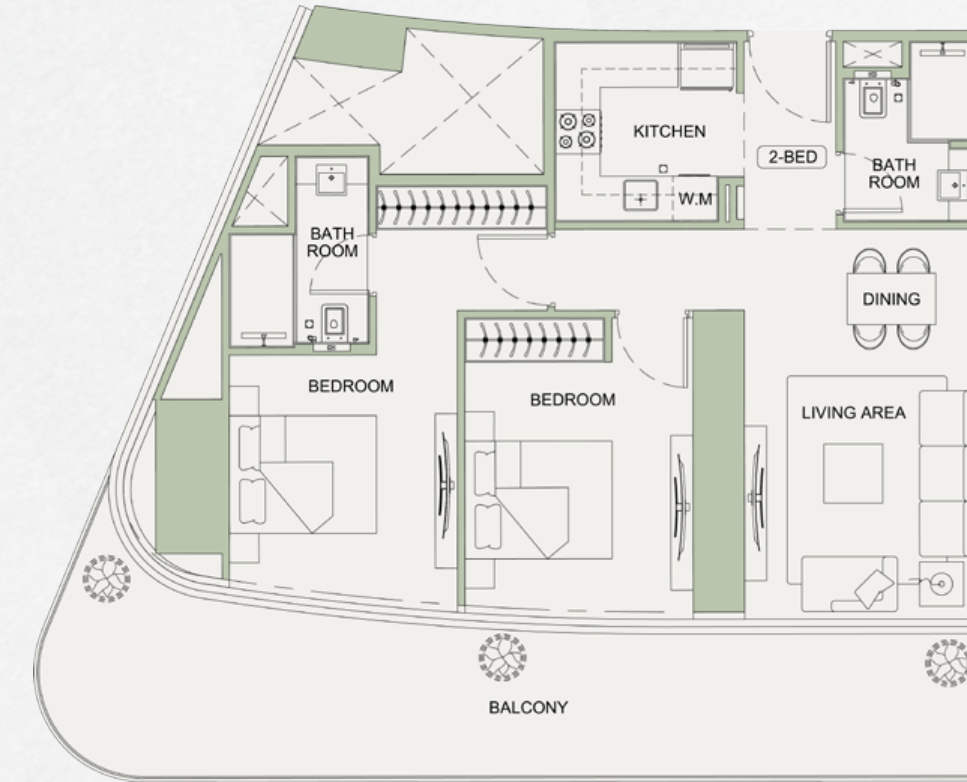 KITCHEN
2-BED
BATH
ROOM
W.M
BATH
ROOM
DINING
BEDROOM
BEDROOM
LIVING AREA
BALCONY